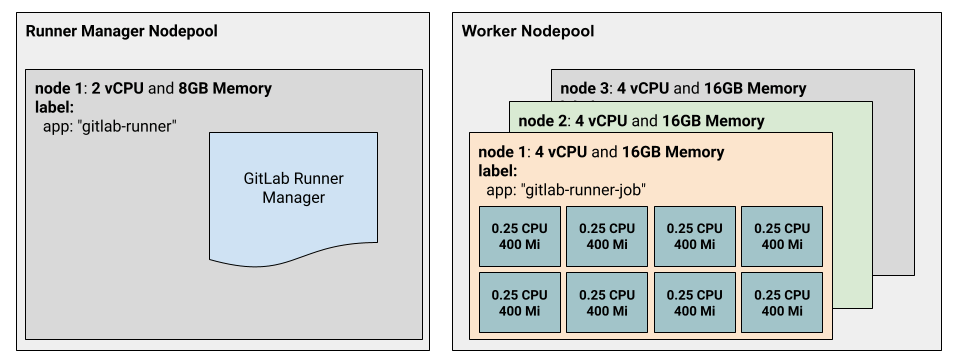 Runner Manager Nodepool
node 1: 2 vCPU and 8GB Memory
label:
app: "gitlab-runner"
GitLab Runner
Manager
Worker Nodepool
node 3: 4 vCPU and 16GB Memory
node 2: 4 vCPU and 16GB Memory
node 1: 4 vCPU and 16GB Memory
label:
app: "gitlab-runner-job"
0.25 CPU
400 Mi
0.25 CPU
400 Mi
0.25 CPU
400 Mi
0.25 CPU
400 Mi
0.25 CPU
400 Mi
0.25 CPU
400 Mi
0.25 CPU
400 Mi
0.25 CPU
400 Mi